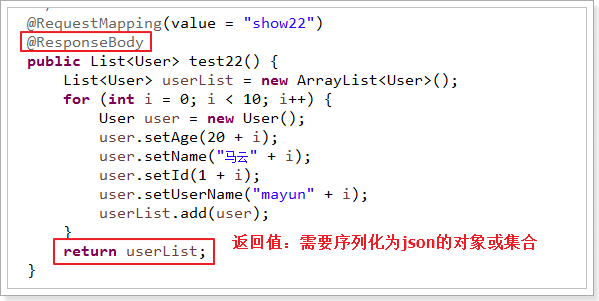 @RequestMapping(value = "show22")
@ResponseBody
public List<User> test22() {
    List<User> userList = new ArrayList<User>();
    for (int i = 0; i < 10; i++) {
        User user = new User();
        user.setAge(20 + i);
        user.setName("马云" + i);
        user.setId(1 + i);
        user.setUserName("mayun" + i);
        userList.add(user);
    }
    return userList; 返回值：需要序列化为json的对象或集合
}